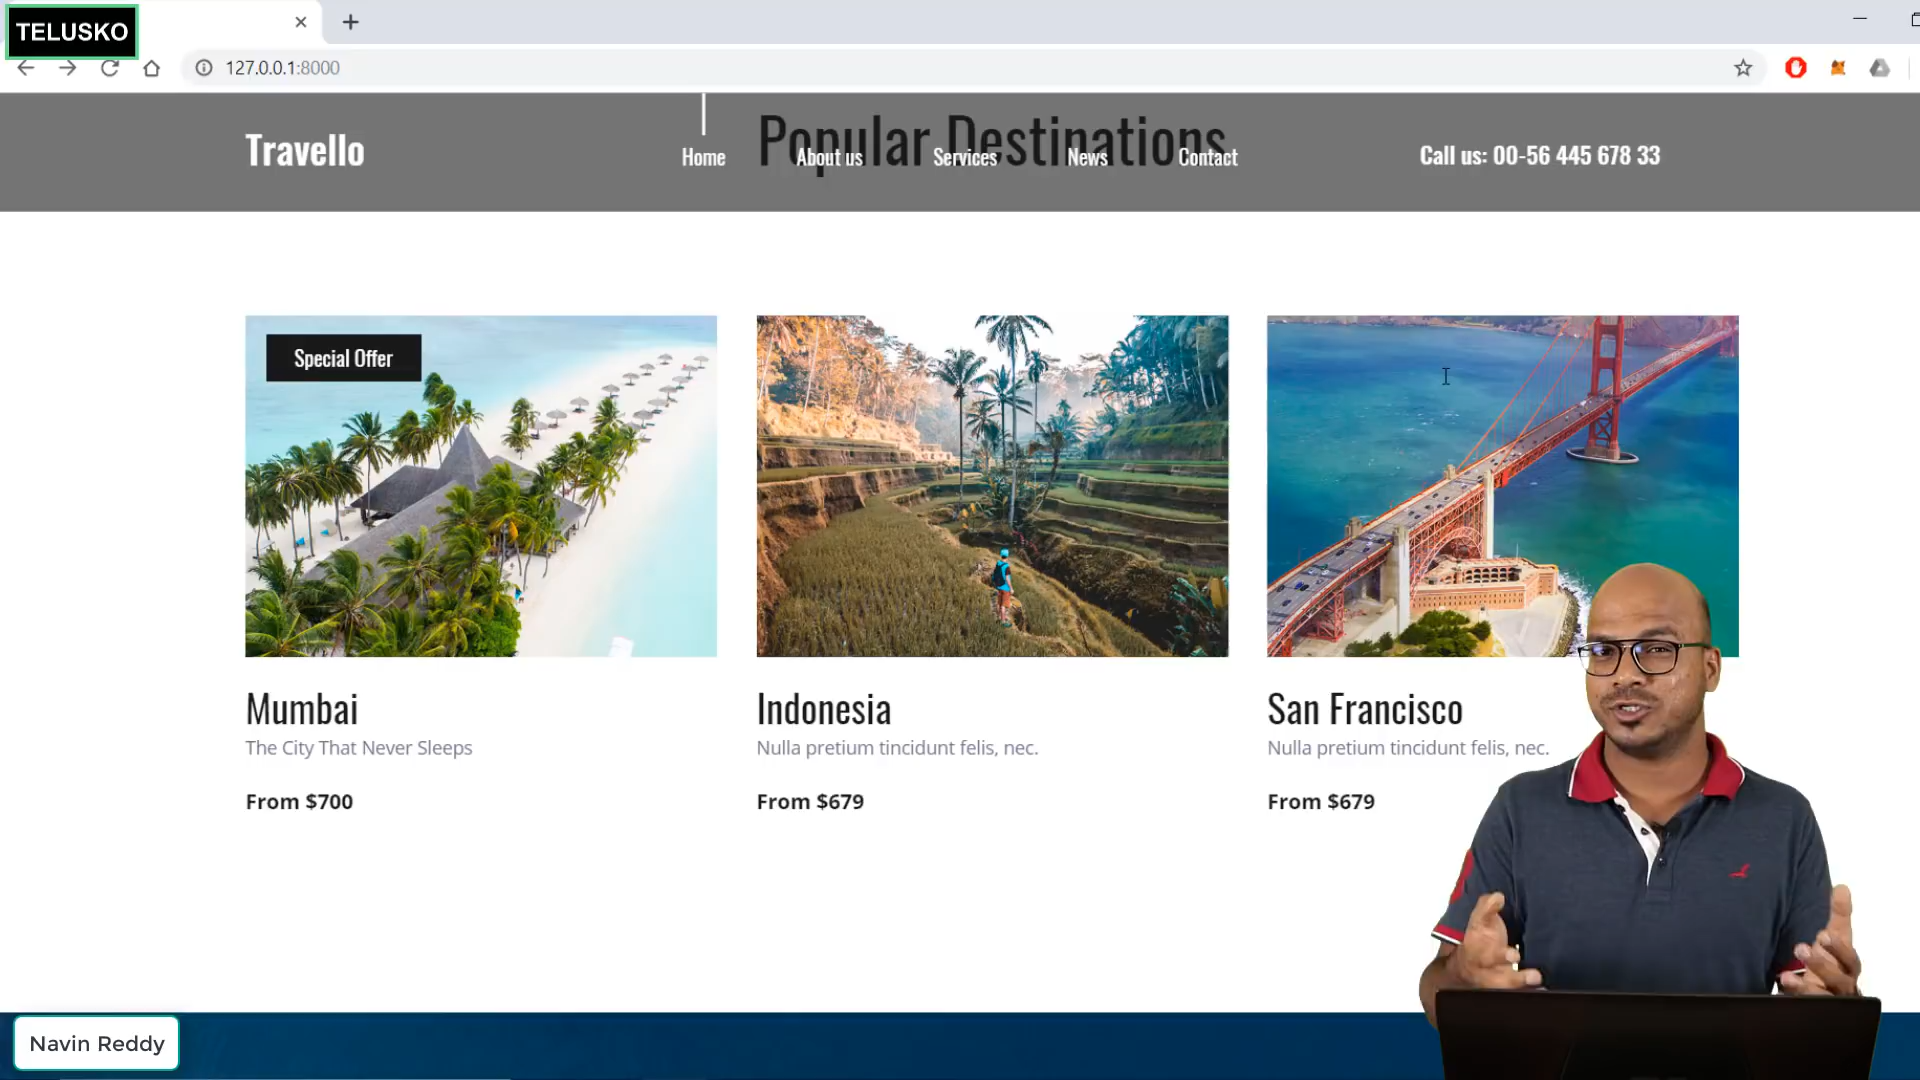 TELUSKO
127.0.0.1:8000
Popular Destinations
Travello
Home
About us
Services
News
Contact
Call us: 00-56 445 678 33
Special Offer
Mumbai
The City That Never Sleeps
From $700
Indonesia
Nulla pretium tincidunt felis, nec.
From $679
San Francisco
Nulla pretium tincidunt felis, nec.
From $679
Navin Reddy